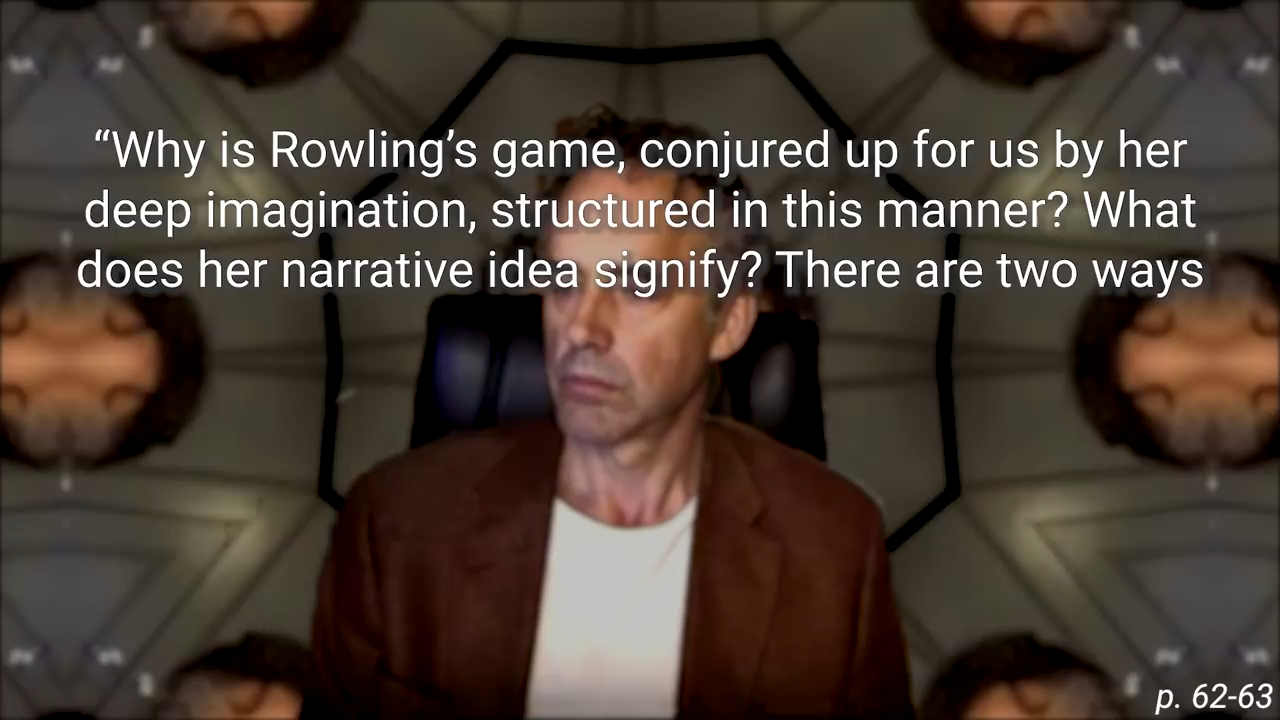 “Why is Rowling’s game, conjured up for us by her
deep imagination, structured in this manner? What
does her narrative idea signify? There are two ways
p. 62-63